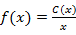 f(x) = C(x)/x